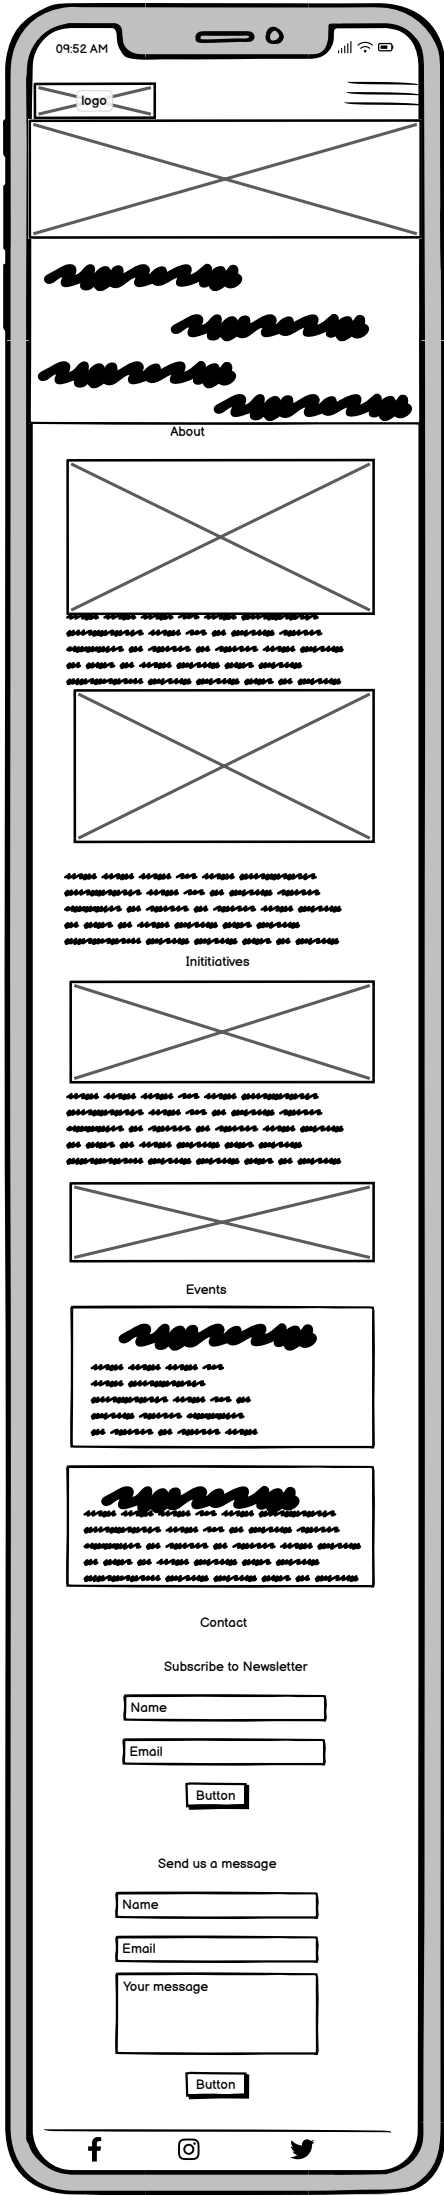 09:52 AM
logo
About
Inititiatives
Events
Contact
Subscribe to Newsletter
Name
Email
Button
Send us a message
Name
Email
Your message
Button